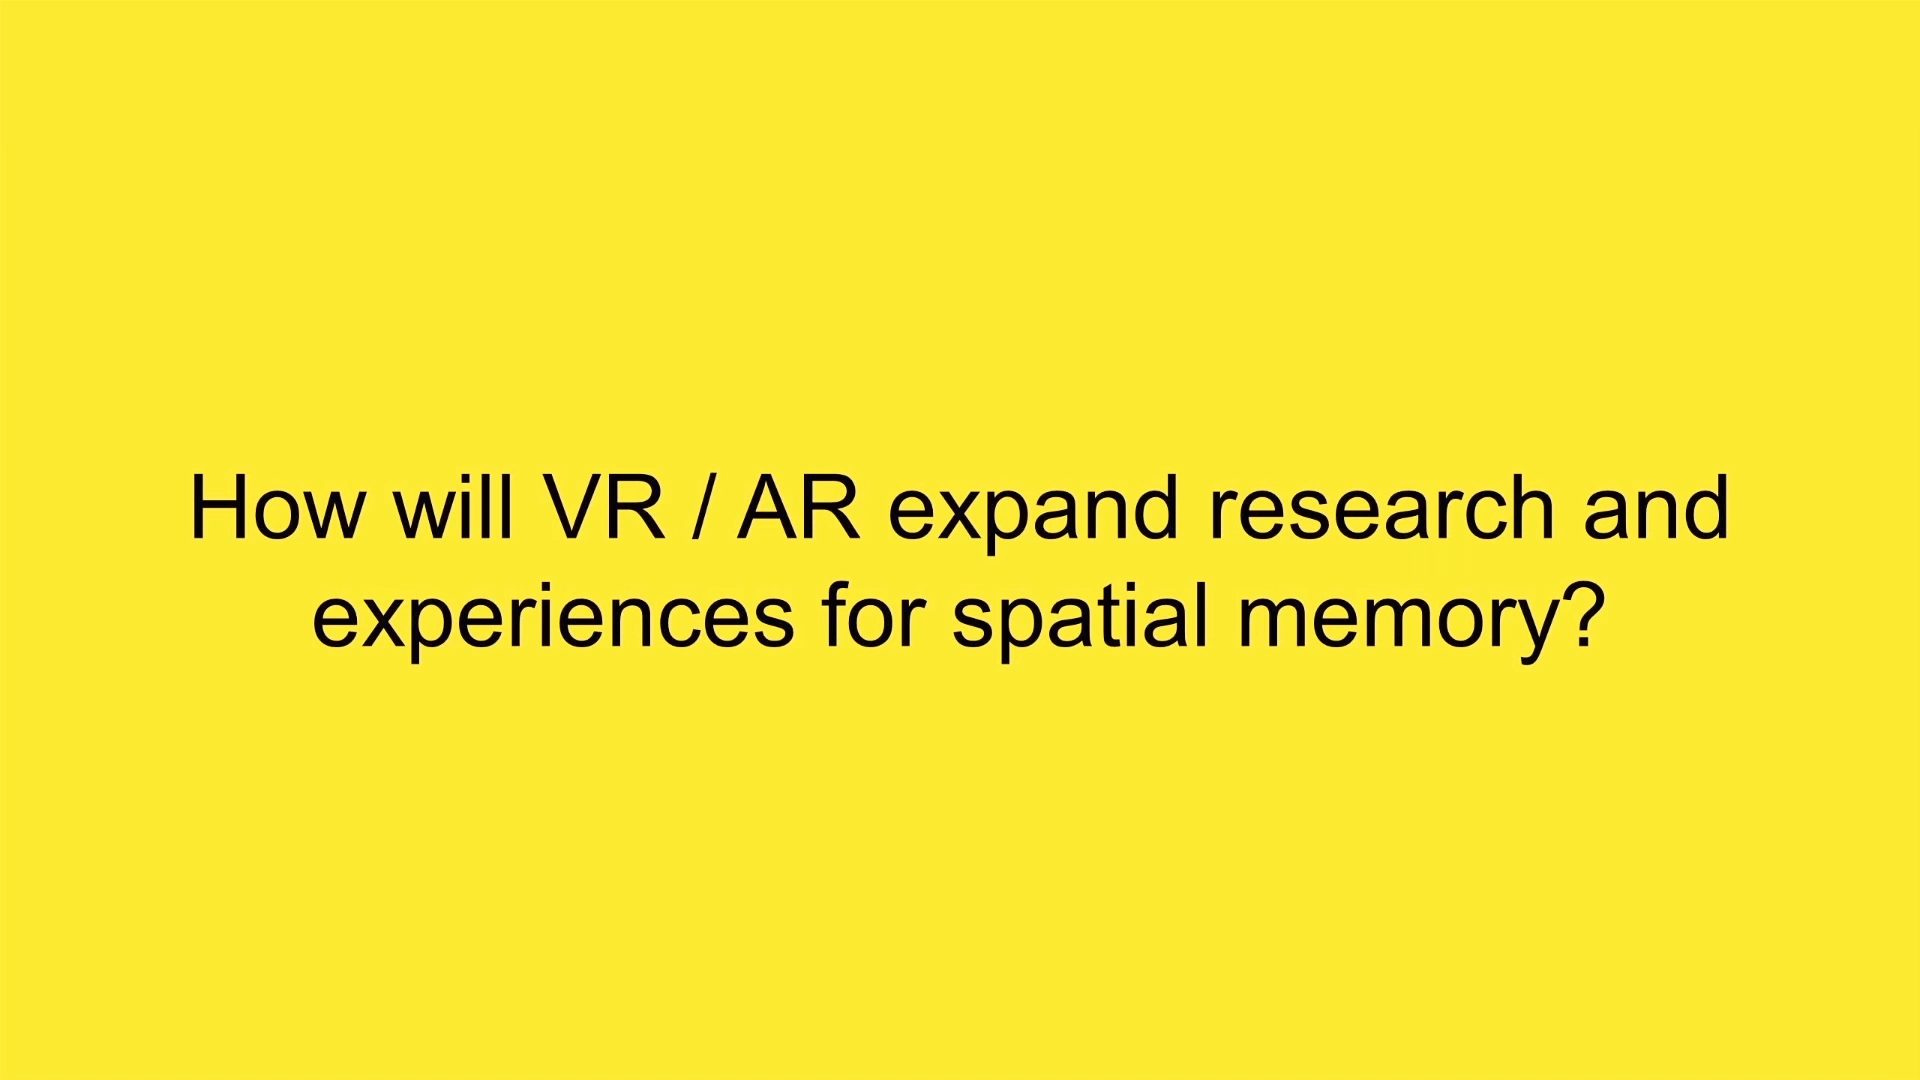 How will VR / AR expand research and
experiences for spatial memory?